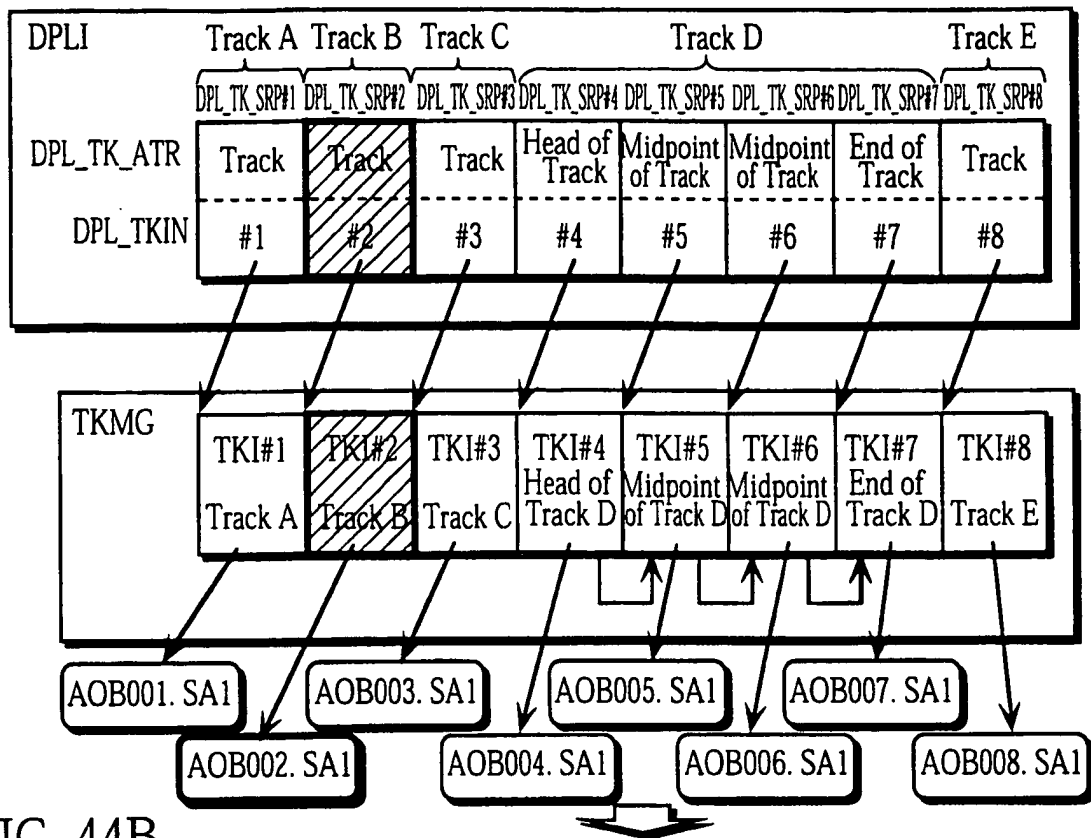 DPLI Track A Track B Track C Track D Track E
DPL_TK_SRP#1 DPL_TK_SRP#2 DPL_TK_SRP#3 DPL_TK_SRP#4 DPL_TK_SRP#5 DPL_TK_SRP#6 DPL_TK_SRP#7 DPL_TK_SRP#8
DPL_TK_ATR Track Track Track Head of Track Midpoint of Track Midpoint of Track End of Track Track
DPL_TKIN #1 #2 #3 #4 #5 #6 #7 #8
TKMG TKI#1 TKI#2 TKI#3 TKI#4 TKI#5 TKI#6 TKI#7 TKI#8
Track A Track B Track C Head of Track D Midpoint of Track D Midpoint of Track D End of Track D Track E
AOB001. SA1 AOB003. SA1 AOB005. SA1 AOB007. SA1
AOB002. SA1 AOB004. SA1 AOB006. SA1 AOB008. SA1